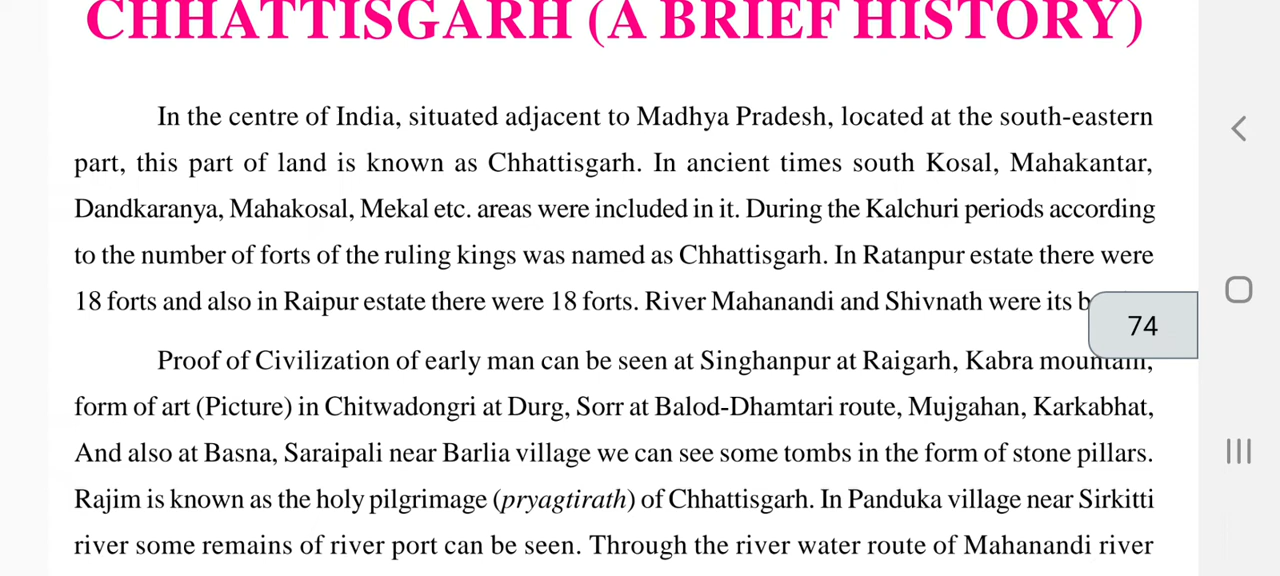 CHHATTISGARH (A BRIEF HISTORY)
In the centre of India, situated adjacent to Madhya Pradesh, located at the south-eastern
part, this part of land is known as Chhattisgarh. In ancient times south Kosal, Mahakantar,
Dandkaranya, Mahakosal, Mekal etc. areas were included in it. During the Kalchuri periods according
to the number of forts of the ruling kings was named as Chhattisgarh. In Ratanpur estate there were
18 forts and also in Raipur estate there were 18 forts. River Mahanandi and Shivnath were its
74
Proof of Civilization of early man can be seen at Singhanpur at Raigarh, Kabra mountain,
form of art (Picture) in Chitwadongri at Durg, Sorr at Balod-Dhamtari route, Mujgahan, Karkabhat,
And also at Basna, Saraipali near Barlia village we can see some tombs in the form of stone pillars.
Rajim is known as the holy pilgrimage (pryagtirath) of Chhattisgarh. In Panduka village near Sirkitti
river some remains of river port can be seen. Through the river water route of Mahanandi river